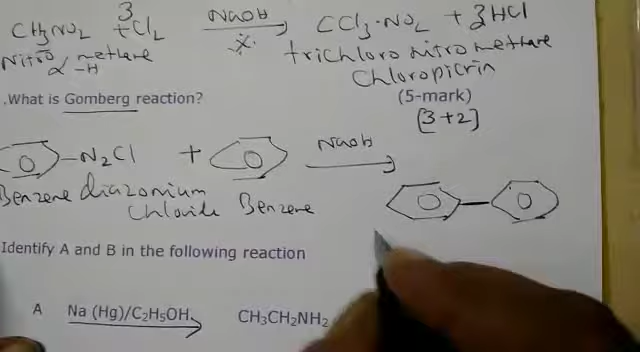 CH3NO2 + 3Cl2 NaOH → CCl3·NO2 + 3HCl
Nitro methane trichloro nitro methane
α -H Chloropicrin
.What is Gomberg reaction? (5-mark)
[3+2]
-N2Cl + NaOH
Benzene diazonium
Chloride Benzene
Identify A and B in the following reaction
A Na (Hg)/C2H5OH CH3CH2NH2